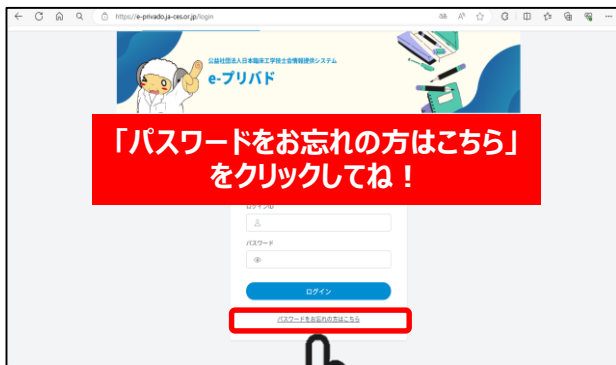 https://e-privado.ja-ces.or.jp/login
公益社団法人日本臨床工学技士会情報提供システム
e-プリバド
「パスワードをお忘れの方はこちら」
をクリックしてね！
ログインID
パスワード
ログイン
パスワードをお忘れの方はこちら